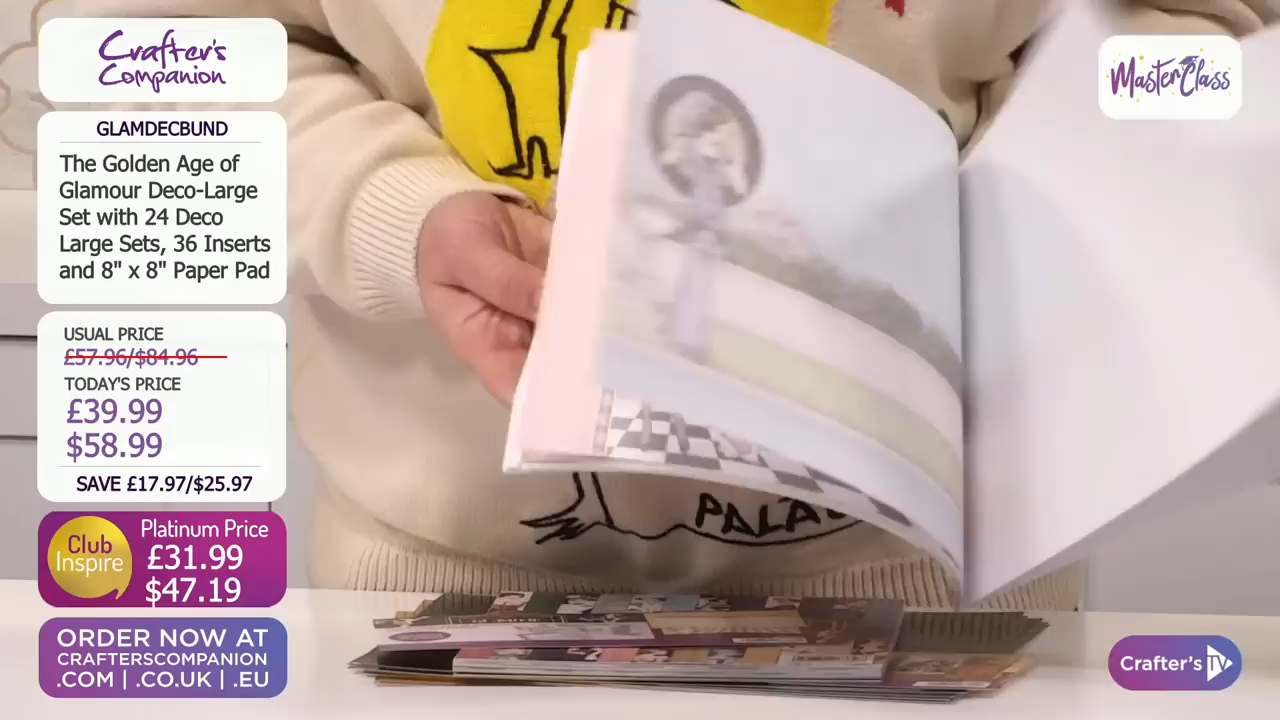 Crafter's
Companion
MasterClass
GLAMDECBUND
The Golden Age of
Glamour Deco-Large
Set with 24 Deco
Large Sets, 36 Inserts
and 8" x 8" Paper Pad
USUAL PRICE
£57.96/$84.96
TODAY'S PRICE
£39.99
$58.99
SAVE £17.97/$25.97
Club
Inspire
Platinum Price
£31.99
$47.19
ORDER NOW AT
CRAFTERSCOMPANION
.COM | .CO.UK | .EU
Crafter's TV